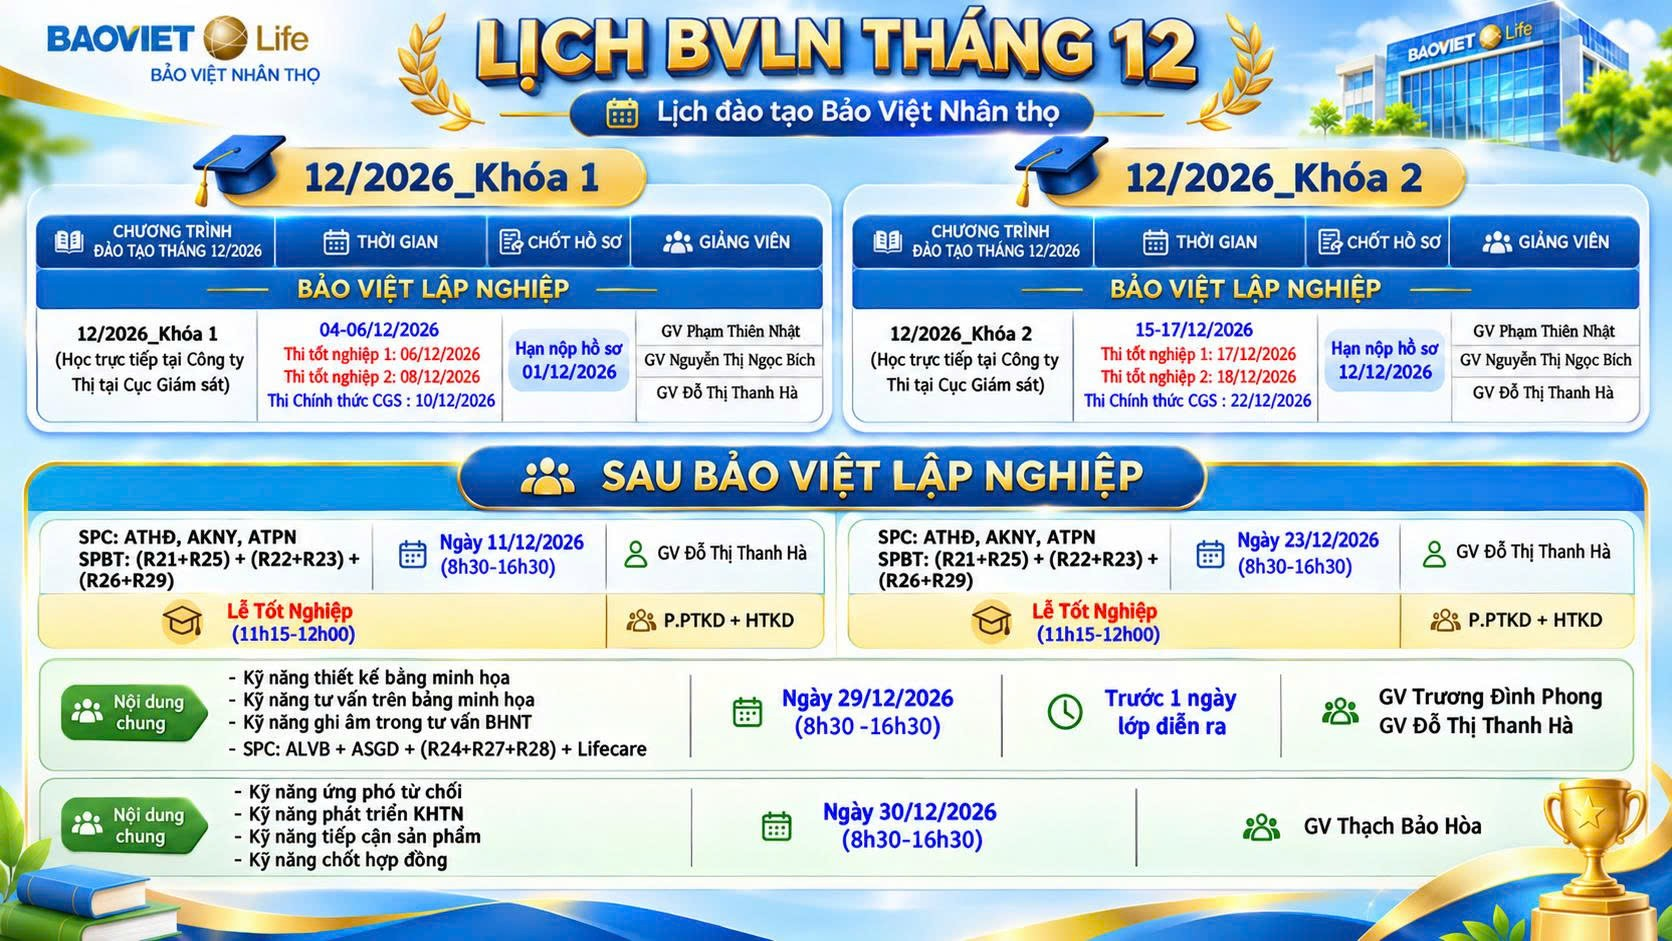 BAOVIET Life
BẢO VIỆT NHÂN THỌ
LỊCH BVLN THÁNG 12
Lịch đào tạo Bảo Việt Nhân thọ
BAOVIET Life
12/2026_Khóa 1
CHƯƠNG TRÌNH
ĐÀO TẠO THÁNG 12/2026
THỜI GIAN
CHỐT HỒ SƠ
GIẢNG VIÊN
BẢO VIỆT LẬP NGHIỆP
12/2026_Khóa 1
(Học trực tiếp tại Công ty
Thị tại Cục Giám sát)
04-06/12/2026
Thi tốt nghiệp 1: 06/12/2026
Thi tốt nghiệp 2: 08/12/2026
Thi Chính thức CGS : 10/12/2026
Hạn nộp hồ sơ
01/12/2026
GV Phạm Thiên Nhật
GV Nguyễn Thị Ngọc Bích
GV Đỗ Thị Thanh Hà
12/2026_Khóa 2
CHƯƠNG TRÌNH
ĐÀO TẠO THÁNG 12/2026
THỜI GIAN
CHỐT HỒ SƠ
GIẢNG VIÊN
BẢO VIỆT LẬP NGHIỆP
12/2026_Khóa 2
(Học trực tiếp tại Công ty
Thi tại Cục Giám sát)
15-17/12/2026
Thi tốt nghiệp 1: 17/12/2026
Thi tốt nghiệp 2: 18/12/2026
Thi Chính thức CGS : 22/12/2026
Hạn nộp hồ sơ
12/12/2026
GV Phạm Thiên Nhật
GV Nguyễn Thị Ngọc Bích
GV Đỗ Thị Thanh Hà
SAU BẢO VIỆT LẬP NGHIỆP
SPC: ATHĐ, AKNY, ATPN
SPBT: (R21+R25) + (R22+R23) +
(R26+R29)
Ngày 11/12/2026
(8h30-16h30)
GV Đỗ Thị Thanh Hà
Lễ Tốt Nghiệp
(11h15-12h00)
P.PTKD + HTKD
SPC: ATHĐ, AKNY, ATPN
SPBT: (R21+R25) + (R22+R23) +
(R26+R29)
Ngày 23/12/2026
(8h30-16h30)
GV Đỗ Thị Thanh Hà
Lễ Tốt Nghiệp
(11h15-12h00)
P.PTKD + HTKD
Nội dung
chung
- Kỹ năng thiết kế bằng minh họa
- Kỹ năng tư vấn trên bảng minh họa
- Kỹ năng ghi âm trong tư vấn BHNT
- SPC: ALVB + ASGD + (R24+R27+R28) + Lifecare
Ngày 29/12/2026
(8h30 -16h30)
Trước 1 ngày
lớp diễn ra
GV Trương Đình Phong
GV Đỗ Thị Thanh Hà
Nội dung
chung
- Kỹ năng ứng phó từ chối
- Kỹ năng phát triển KHTN
- Kỹ năng tiếp cận sản phẩm
- Kỹ năng chốt hợp đồng
Ngày 30/12/2026
(8h30-16h30)
GV Thạch Bảo Hòa